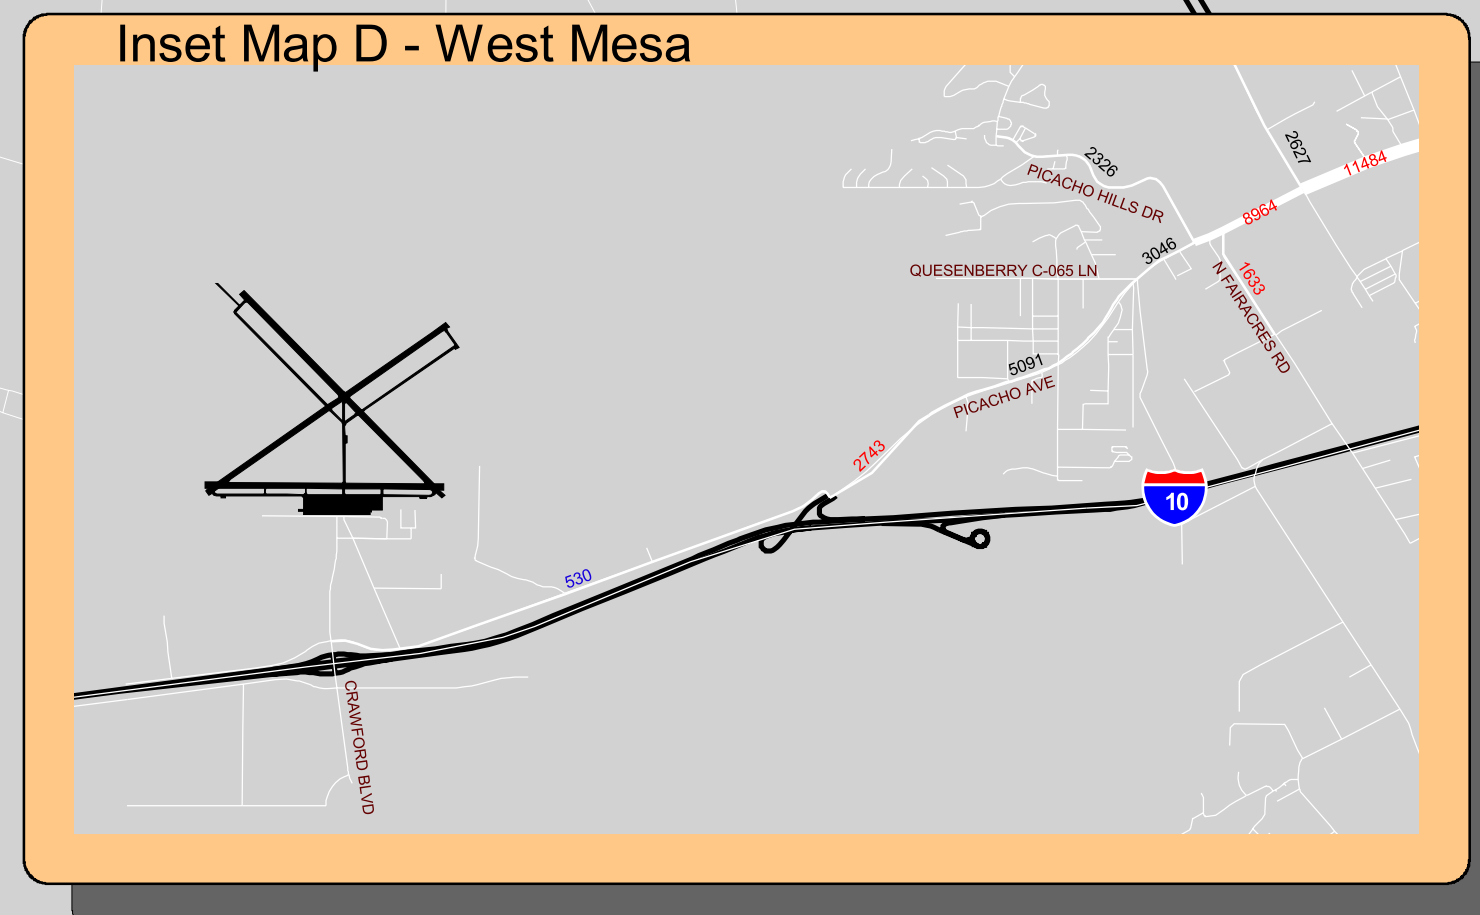 Inset Map D - West Mesa
2627
11484
2326
PICACHO HILLS DR
8964
3046
QUESENBERRY C-065 LN
1633
N FAIRACRES RD
5091
PICACHO AVE
2743
10
530
CRAWFORD BLVD